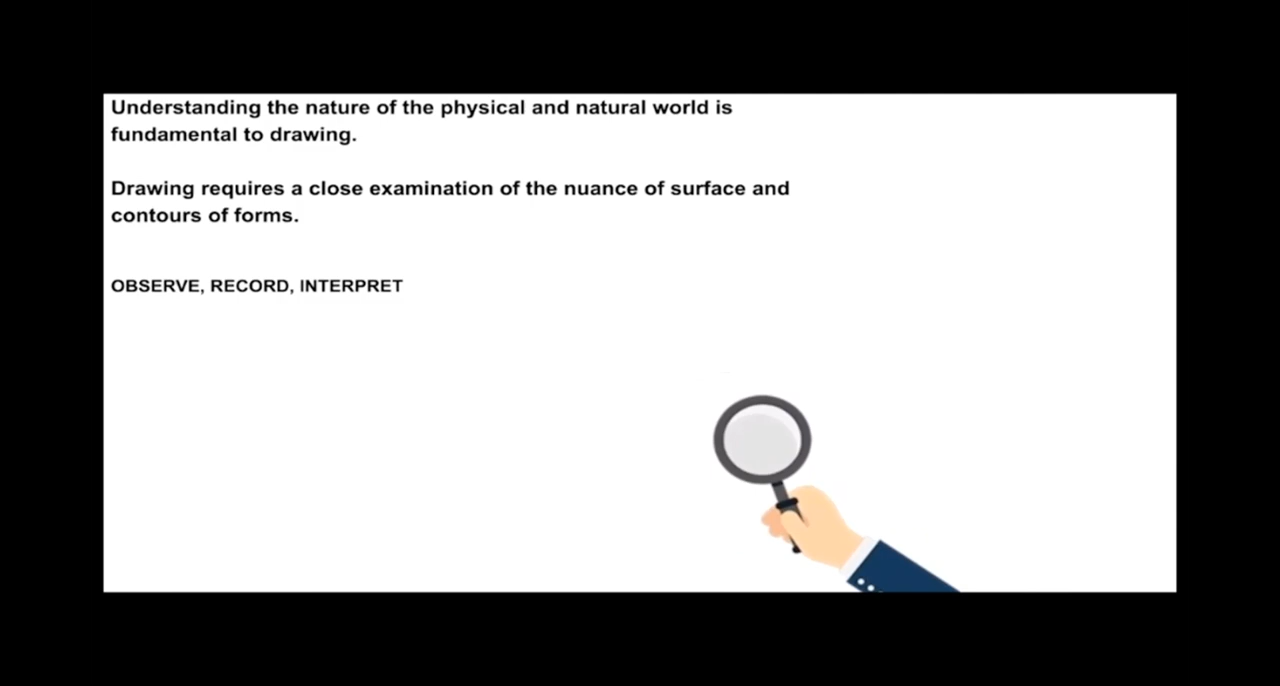 Understanding the nature of the physical and natural world is
fundamental to drawing.
Drawing requires a close examination of the nuance of surface and
contours of forms.
OBSERVE, RECORD, INTERPRET